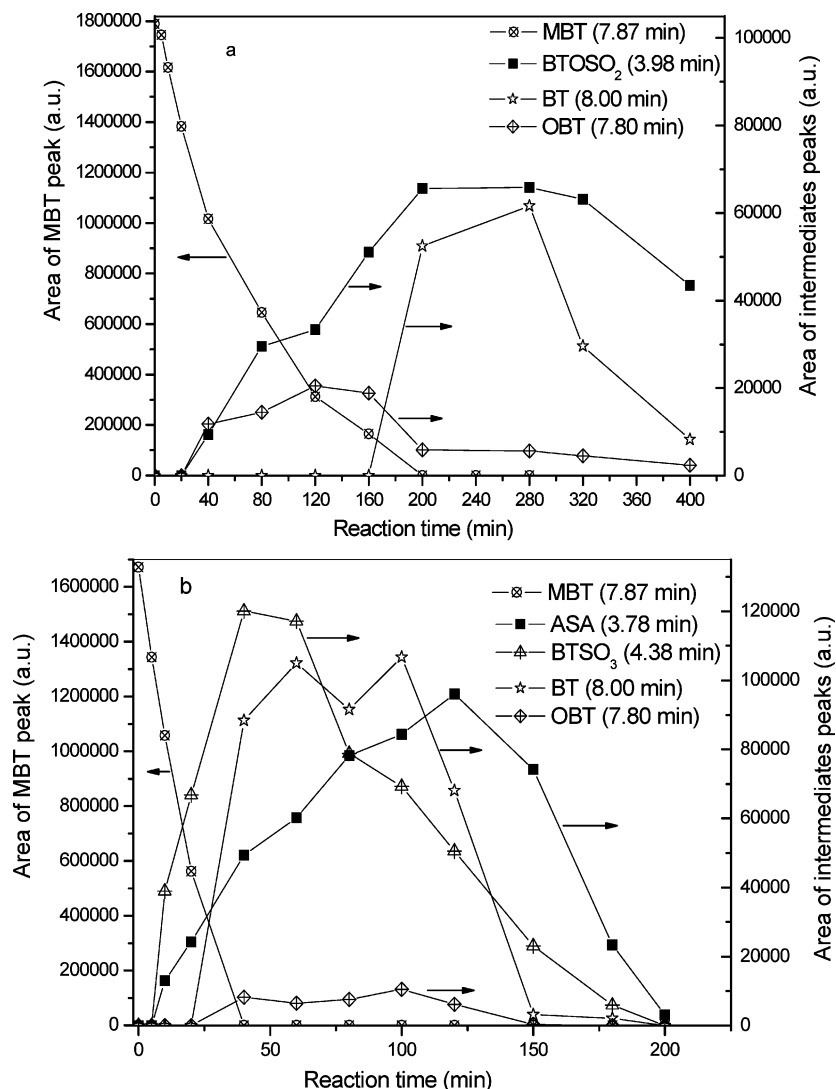 a
MBT (7.87 min)
BTOSO2 (3.98 min)
BT (8.00 min)
OBT (7.80 min)
Area of MBT peak (a.u.)
1800000
1600000
1400000
1200000
1000000
800000
600000
400000
200000
0
100000
80000
60000
40000
20000
0
Area of intermediates peaks (a.u.)
0 40 80 120 160 200 240 280 320 360 400
Reaction time (min)
b
MBT (7.87 min)
ASA (3.78 min)
BTSO3 (4.38 min)
BT (8.00 min)
OBT (7.80 min)
Area of MBT peak (a.u.)
1600000
1400000
1200000
1000000
800000
600000
400000
200000
0
120000
100000
80000
60000
40000
20000
0
Area of intermediates peaks (a.u.)
0 50 100 150 200
Reaction time (min)